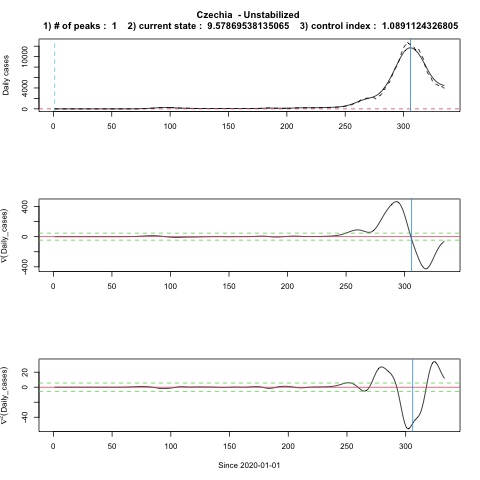 Czechia - Unstabilized
1) # of peaks : 1 2) current state : 9.57869538135065 3) control index : 1.0891124326805
Daily cases
0 4000 10000
0 50 100 150 200 250 300
∇(Daily_cases)
-400 0 400
0 50 100 150 200 250 300
∇²(Daily_cases)
-40 0 20
0 50 100 150 200 250 300
Since 2020-01-01